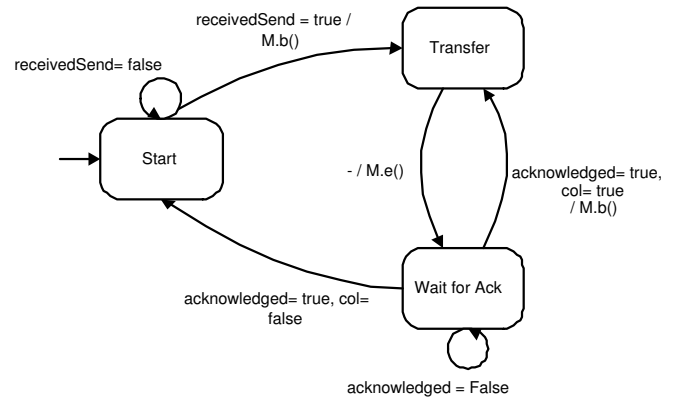 receivedSend = true /
M.b()
Transfer
receivedSend= false
Start
- / M.e()
acknowledged= true,
col= true
/ M.b()
Wait for Ack
acknowledged= true, col=
false
acknowledged = False